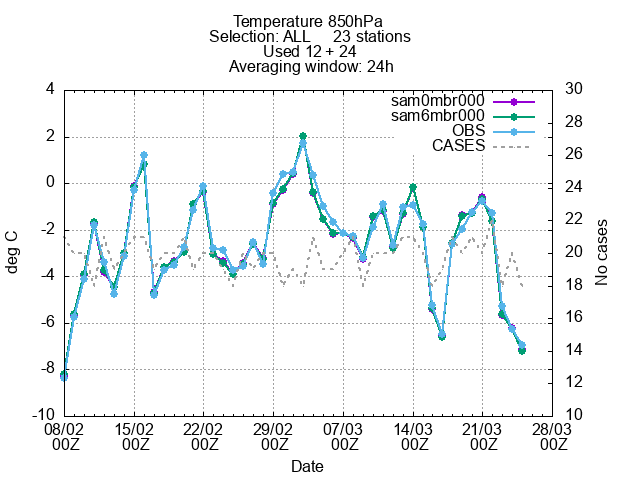 Temperature 850hPa
Selection: ALL 23 stations
Used 12 + 24
Averaging window: 24h
4 30
sam0mbr000
sam6mbr000
OBS
CASES
2 28
26
0 24
22
-2
20
-4 18
16
-6
14
-8
12
-10 10
deg C
No cases
08/02 15/02 22/02 29/02 07/03 14/03 21/03 28/03
00Z 00Z 00Z 00Z 00Z 00Z 00Z 00Z
Date